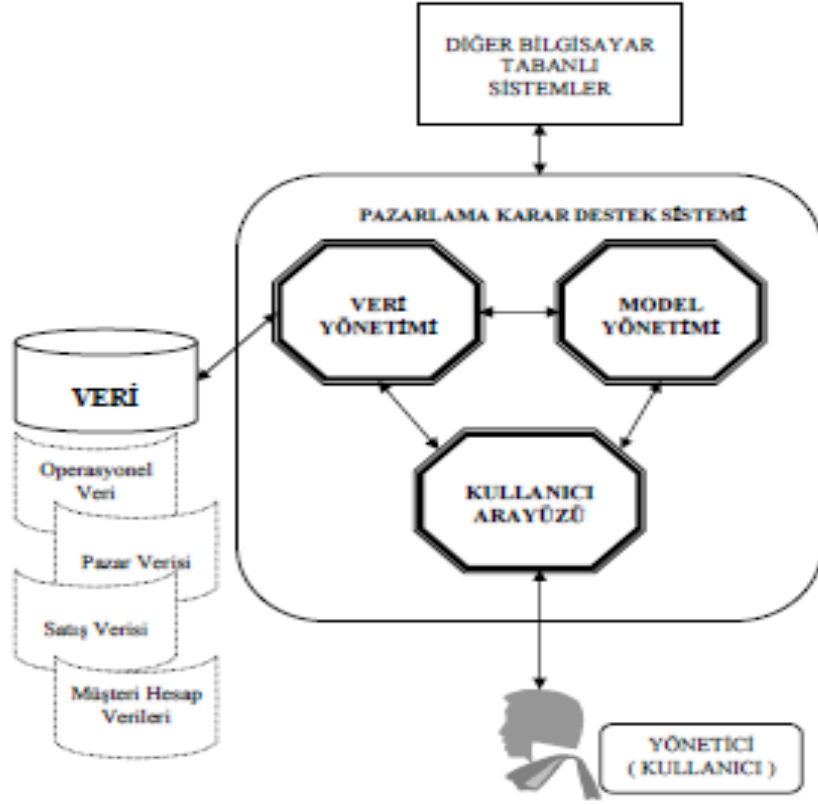 DİĞER BİLGİSAYAR
TABANLI
SİSTEMLER
PAZARLAMA KARAR DESTEK SİSTEMİ
VERİ
YÖNETİMİ
MODEL
YÖNETİMİ
KULLANICI
ARAYÜZÜ
VERİ
Operasyonel
Veri
Pazar Verisi
Satış Verisi
Müşteri Hesap
Verileri
YÖNETİCİ
( KULLANICI )